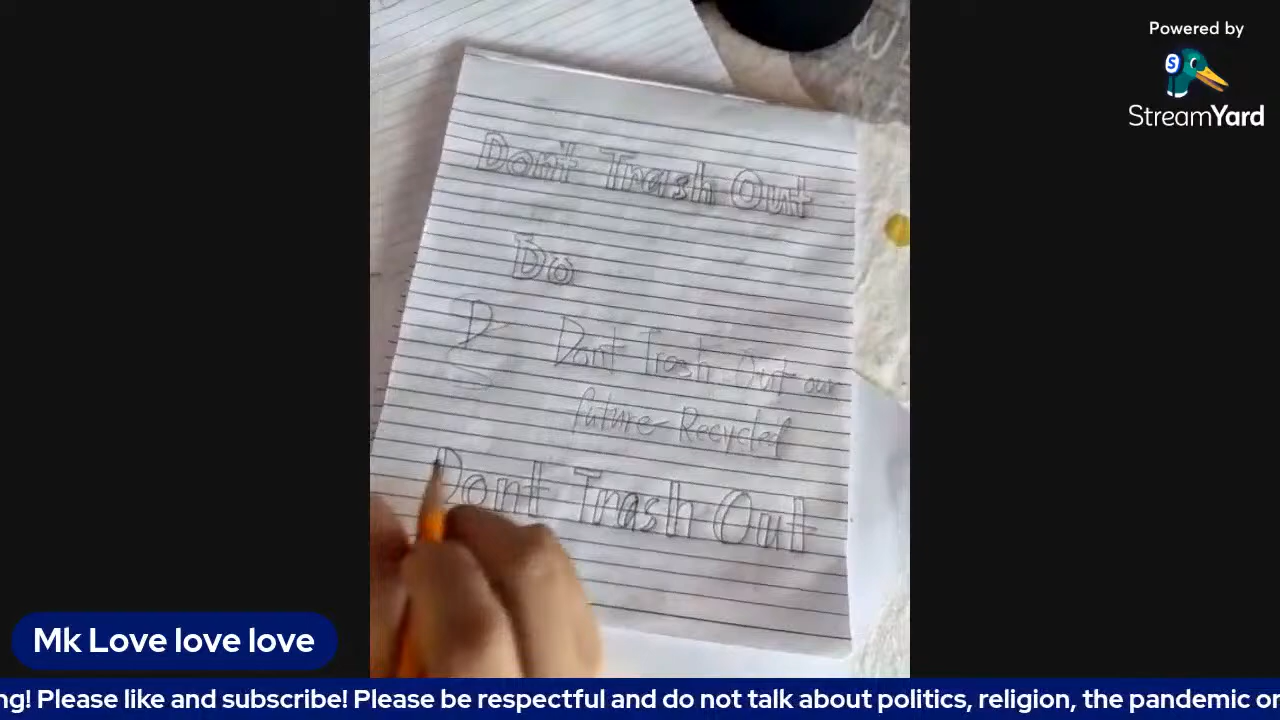 Powered by
StreamYard
Dont Trash Out
Do
D Dont Trash Out our
future Recycled
Dont Trash Out
Mk Love love love
ng! Please like and subscribe! Please be respectful and do not talk about politics, religion, the pandemic or